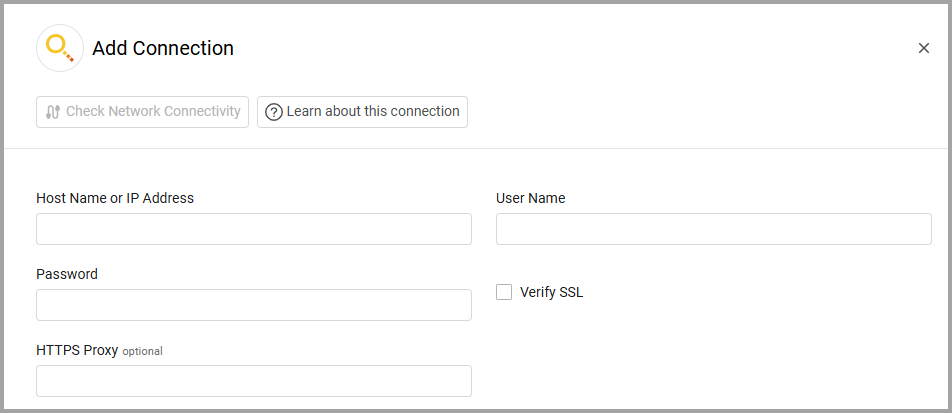 Add Connection
Check Network Connectivity
Learn about this connection
Host Name or IP Address
User Name
Password
Verify SSL
HTTPS Proxy optional